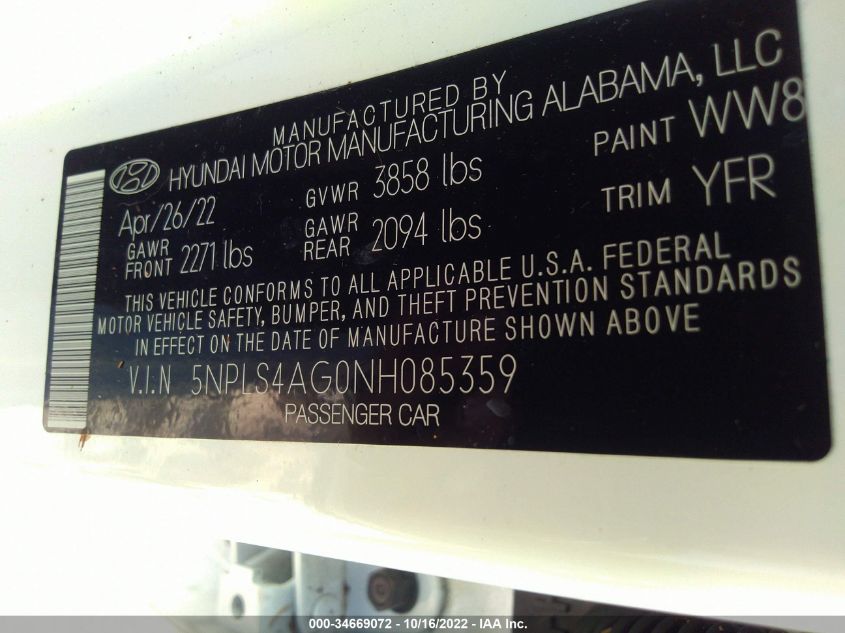 MANUFACTURED BY
HYUNDAI MOTOR MANUFACTURING ALABAMA, LLC
Apr/26/22 GVWR 3858 lbs PAINT WW8
GAWR FRONT 2271 lbs GAWR REAR 2094 lbs TRIM YFR
THIS VEHICLE CONFORMS TO ALL APPLICABLE U.S.A. FEDERAL
MOTOR VEHICLE SAFETY, BUMPER, AND THEFT PREVENTION STANDARDS
IN EFFECT ON THE DATE OF MANUFACTURE SHOWN ABOVE
V.I.N 5NPLS4AG0NH085359
PASSENGER CAR
000-34669072 - 10/16/2022 - IAA Inc.